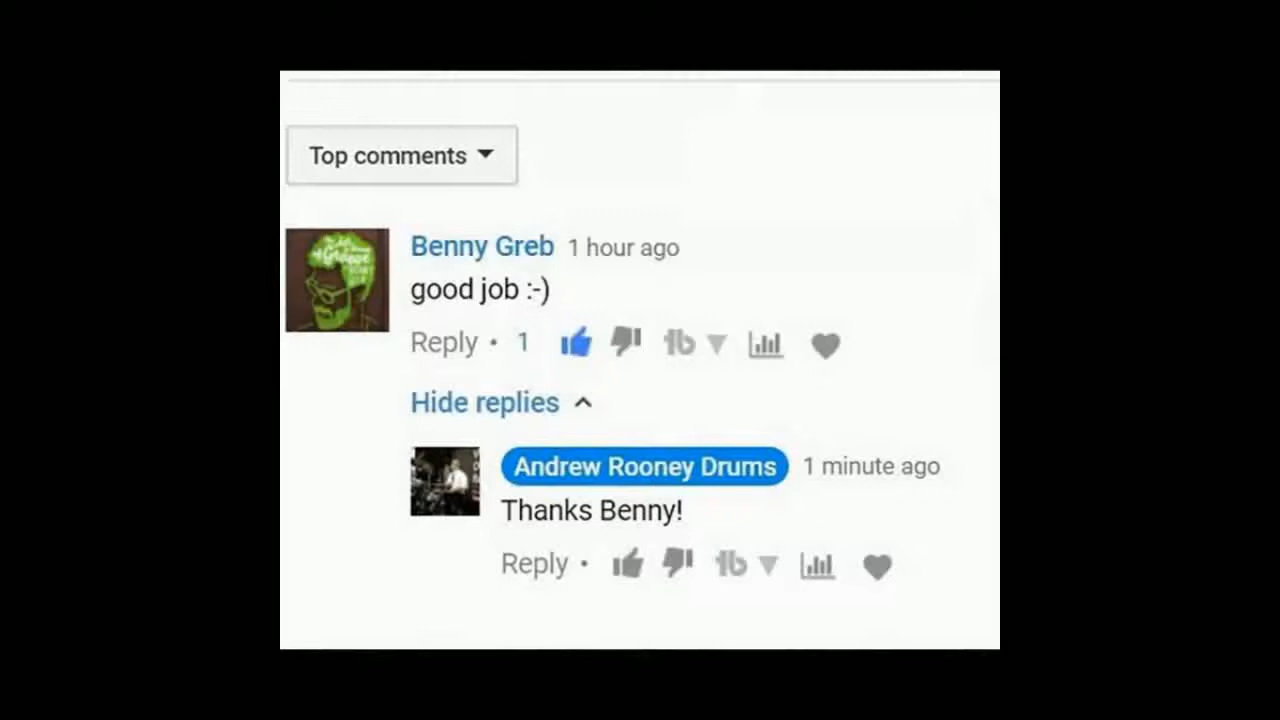 Top comments
Benny Greb 1 hour ago
good job :-)
Reply • 1
Hide replies
Andrew Rooney Drums 1 minute ago
Thanks Benny!
Reply •